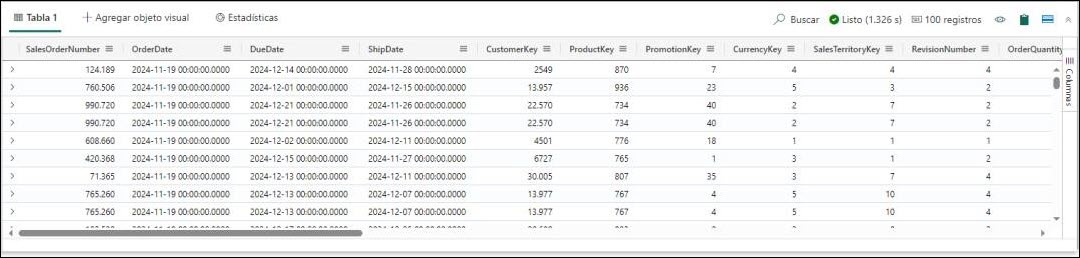 Tabla 1 + Agregar objeto visual Estadísticas Buscar Listo (1.326 s) 100 registros
SalesOrderNumber OrderDate DueDate ShipDate CustomerKey ProductKey PromotionKey CurrencyKey SalesTerritoryKey RevisionNumber OrderQuantity
124.189 2024-11-19 00:00:00.0000 2024-12-14 00:00:00.0000 2024-11-28 00:00:00.0000 2549 870 7 4 4 4
760.506 2024-11-19 00:00:00.0000 2024-12-01 00:00:00.0000 2024-12-15 00:00:00.0000 13.957 936 23 5 3 2
990.720 2024-11-19 00:00:00.0000 2024-12-21 00:00:00.0000 2024-11-26 00:00:00.0000 22.570 734 40 2 7 2
990.720 2024-11-19 00:00:00.0000 2024-12-21 00:00:00.0000 2024-11-26 00:00:00.0000 22.570 734 40 2 7 2
608.660 2024-11-19 00:00:00.0000 2024-12-02 00:00:00.0000 2024-12-11 00:00:00.0000 4501 776 18 1 1 1
420.368 2024-11-19 00:00:00.0000 2024-12-15 00:00:00.0000 2024-11-27 00:00:00.0000 6727 765 1 3 1 2
71.365 2024-11-19 00:00:00.0000 2024-12-13 00:00:00.0000 2024-12-11 00:00:00.0000 30.005 807 35 3 7 4
765.260 2024-11-19 00:00:00.0000 2024-12-13 00:00:00.0000 2024-12-07 00:00:00.0000 13.977 767 4 5 10 4
765.260 2024-11-19 00:00:00.0000 2024-12-13 00:00:00.0000 2024-12-07 00:00:00.0000 13.977 767 4 5 10 4
Columnas